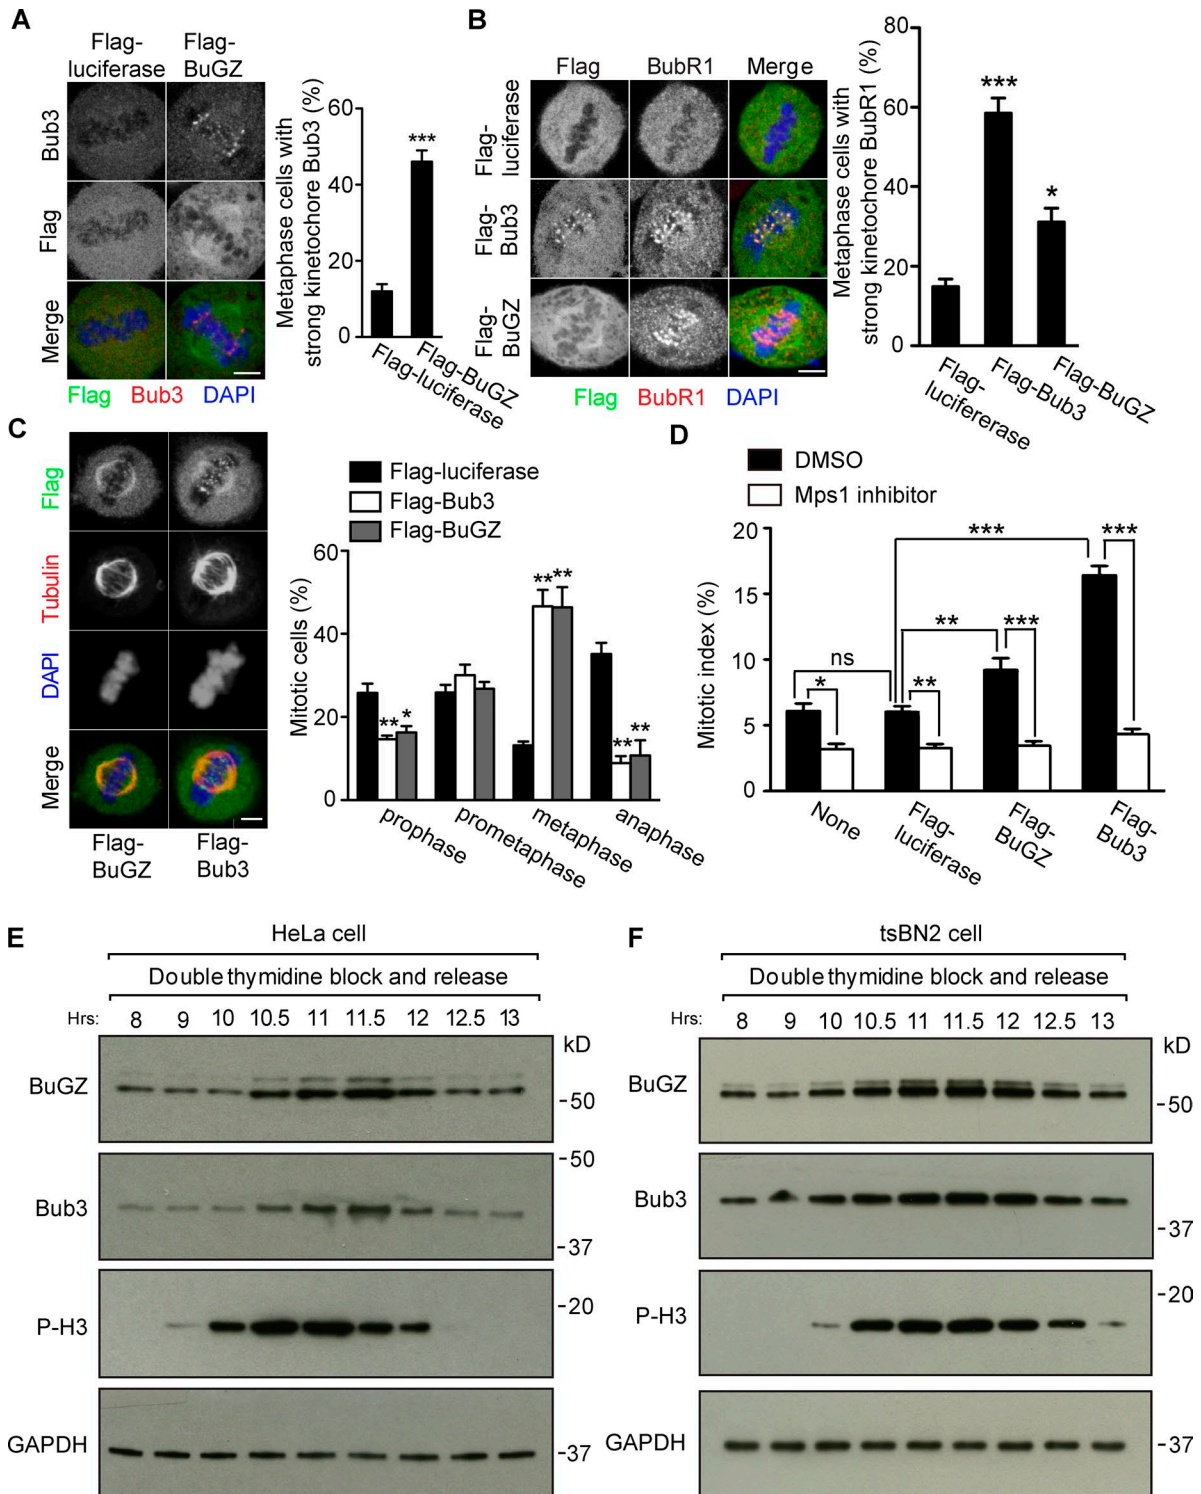 A
Flag-
luciferase
Flag-
BuGZ
Bub3
Flag
Merge
Flag Bub3 DAPI
Metaphase cells with
strong kinetochore Bub3 (%)
60
40
20
0
***
Flag-luciferase
Flag-BuGZ
B
Flag BubR1 Merge
Flag-
luciferase
Flag-
Bub3
Flag-
BuGZ
Flag BubR1 DAPI
Metaphase cells with
strong kinetochore BubR1 (%)
80
60
40
20
0
***
*
Flag-
lucifererase
Flag-Bub3
Flag-BuGZ
C
Flag
Tubulin
DAPI
Merge
Flag-
BuGZ
Flag-
Bub3
Flag-luciferase
Flag-Bub3
Flag-BuGZ
Mitotic cells (%)
60
40
20
0
** *
** **
** **
prophase
prometaphase
metaphase
anaphase
D
DMSO
Mps1 inhibitor
Mitotic index (%)
20
15
10
5
0
***
***
**
***
ns
*
**
None
Flag-
luciferase
Flag-
BuGZ
Flag-
Bub3
E
HeLa cell
Double thymidine block and release
Hrs: 8 9 10 10.5 11 11.5 12 12.5 13
kD
BuGZ
-50
-50
Bub3
-37
-20
P-H3
GAPDH
-37
F
tsBN2 cell
Double thymidine block and release
Hrs: 8 9 10 10.5 11 11.5 12 12.5 13
kD
BuGZ
-50
Bub3
-37
-20
P-H3
GAPDH
-37